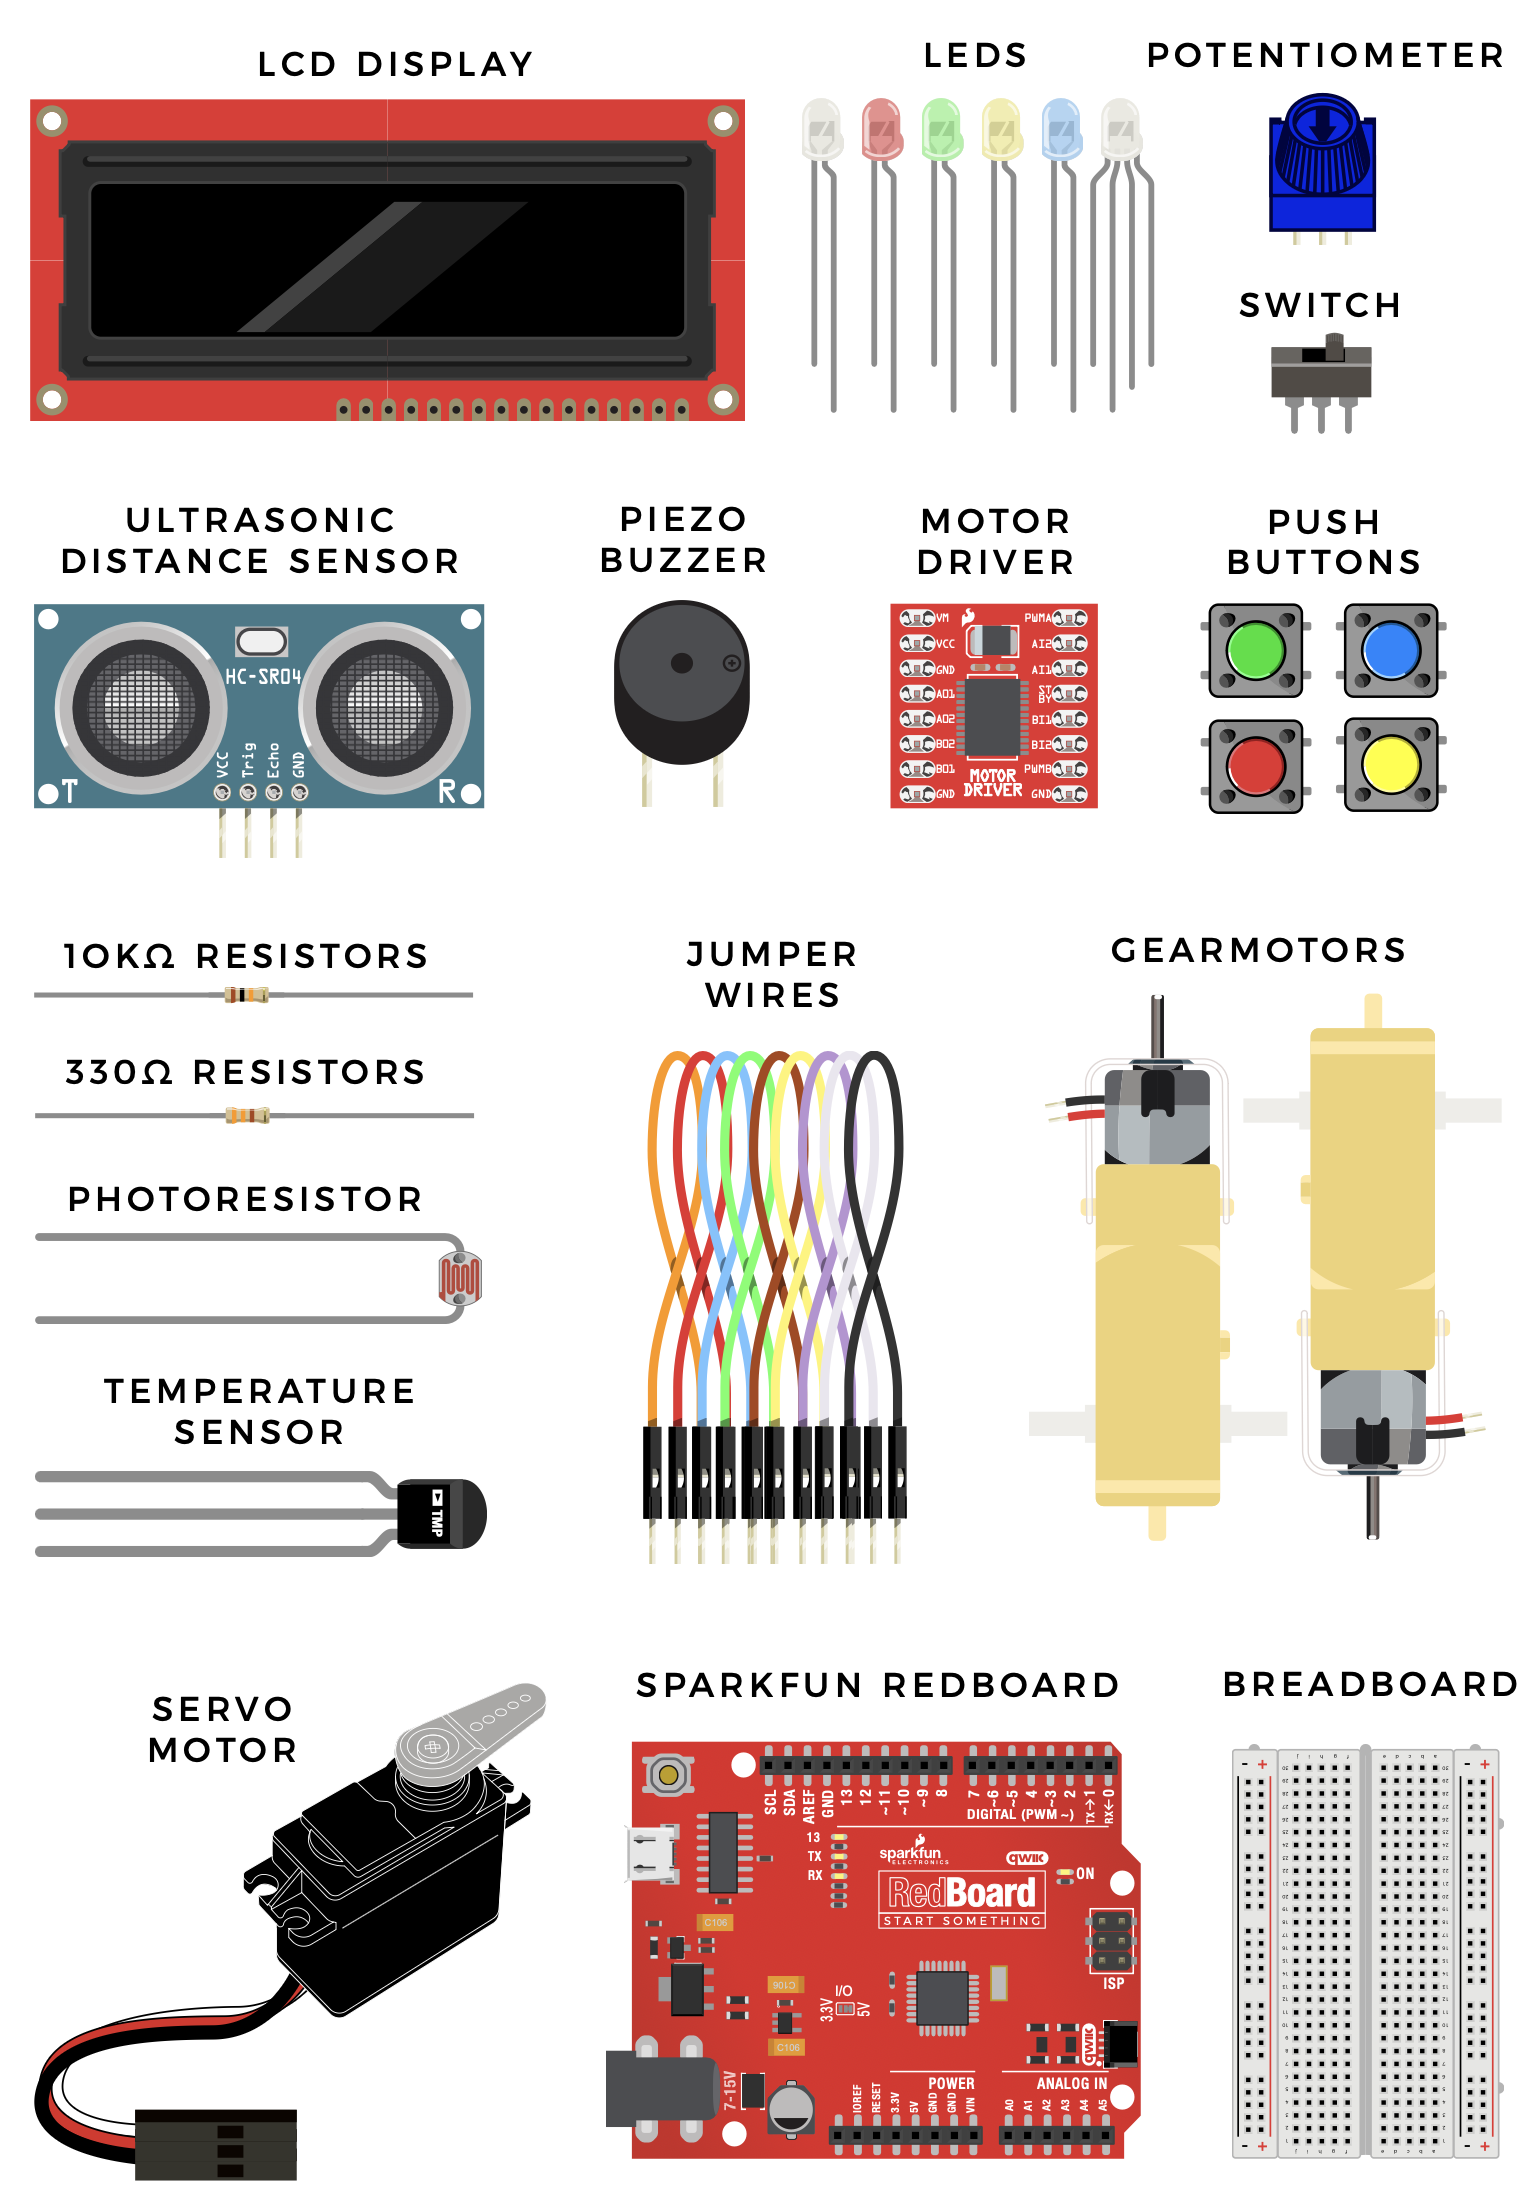 LCD DISPLAY
LEDS
POTENTIOMETER
SWITCH
ULTRASONIC
DISTANCE SENSOR
HC-SR04
VCC
Trig
Echo
GND
T
R
PIEZO
BUZZER
MOTOR
DRIVER
VM
VCC
GND
AO1
AO2
BO2
BO1
GND
PWMA
AI2
AI1
ST
BY
BI1
BI2
PWMB
GND
MOTOR
DRIVER
PUSH
BUTTONS
10KΩ RESISTORS
330Ω RESISTORS
PHOTORESISTOR
TEMPERATURE
SENSOR
TMP
JUMPER
WIRES
GEARMOTORS
SERVO
MOTOR
SPARKFUN REDBOARD
SCL
SDA
AREF
GND
13
12
~11
~10
~9
8
7
~6
~5
4
~3
2
TX→1
RX←0
DIGITAL (PWM ~)
13
TX
RX
sparkfun
ELECTRONICS
qwiic
ON
RedBoard
START SOMETHING
C106
C106
C106
ISP
I/O
3.3V
5V
qwiic
7-15V
POWER
IOREF
RESET
3.3V
5V
GND
GND
VIN
ANALOG IN
A0
A1
A2
A3
A4
A5
BREADBOARD
- +
- +
- +
- +